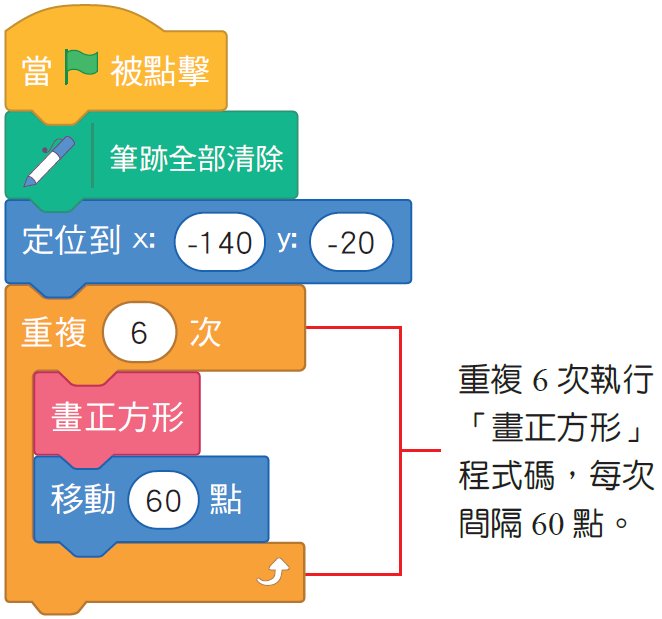 當 被點擊
筆跡全部清除
定位到 x: -140 y: -20
重複 6 次
畫正方形
移動 60 點
重複 6 次執行
「畫正方形」
程式碼，每次
間隔 60 點。